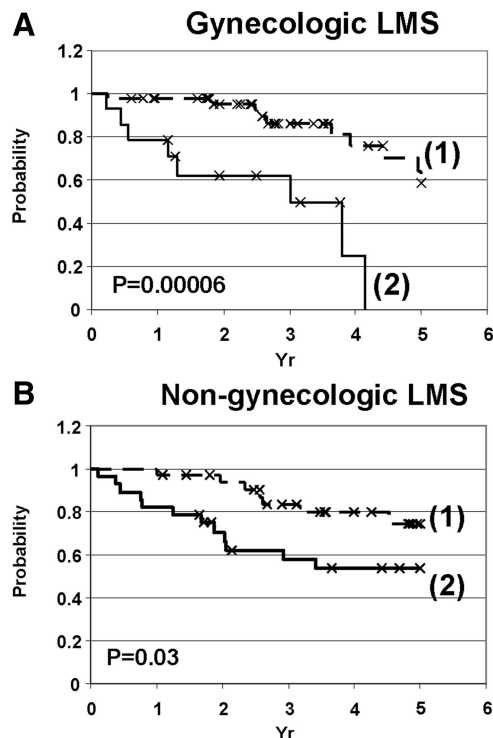 A
Gynecologic LMS
1.2
1
0.8
0.6
0.4
0.2
0
Probability
(1)
(2)
P=0.00006
0 1 2 3 4 5 6
Yr
B
Non-gynecologic LMS
1.2
1
0.8
0.6
0.4
0.2
0
Probability
(1)
(2)
P=0.03
0 1 2 3 4 5 6
Yr